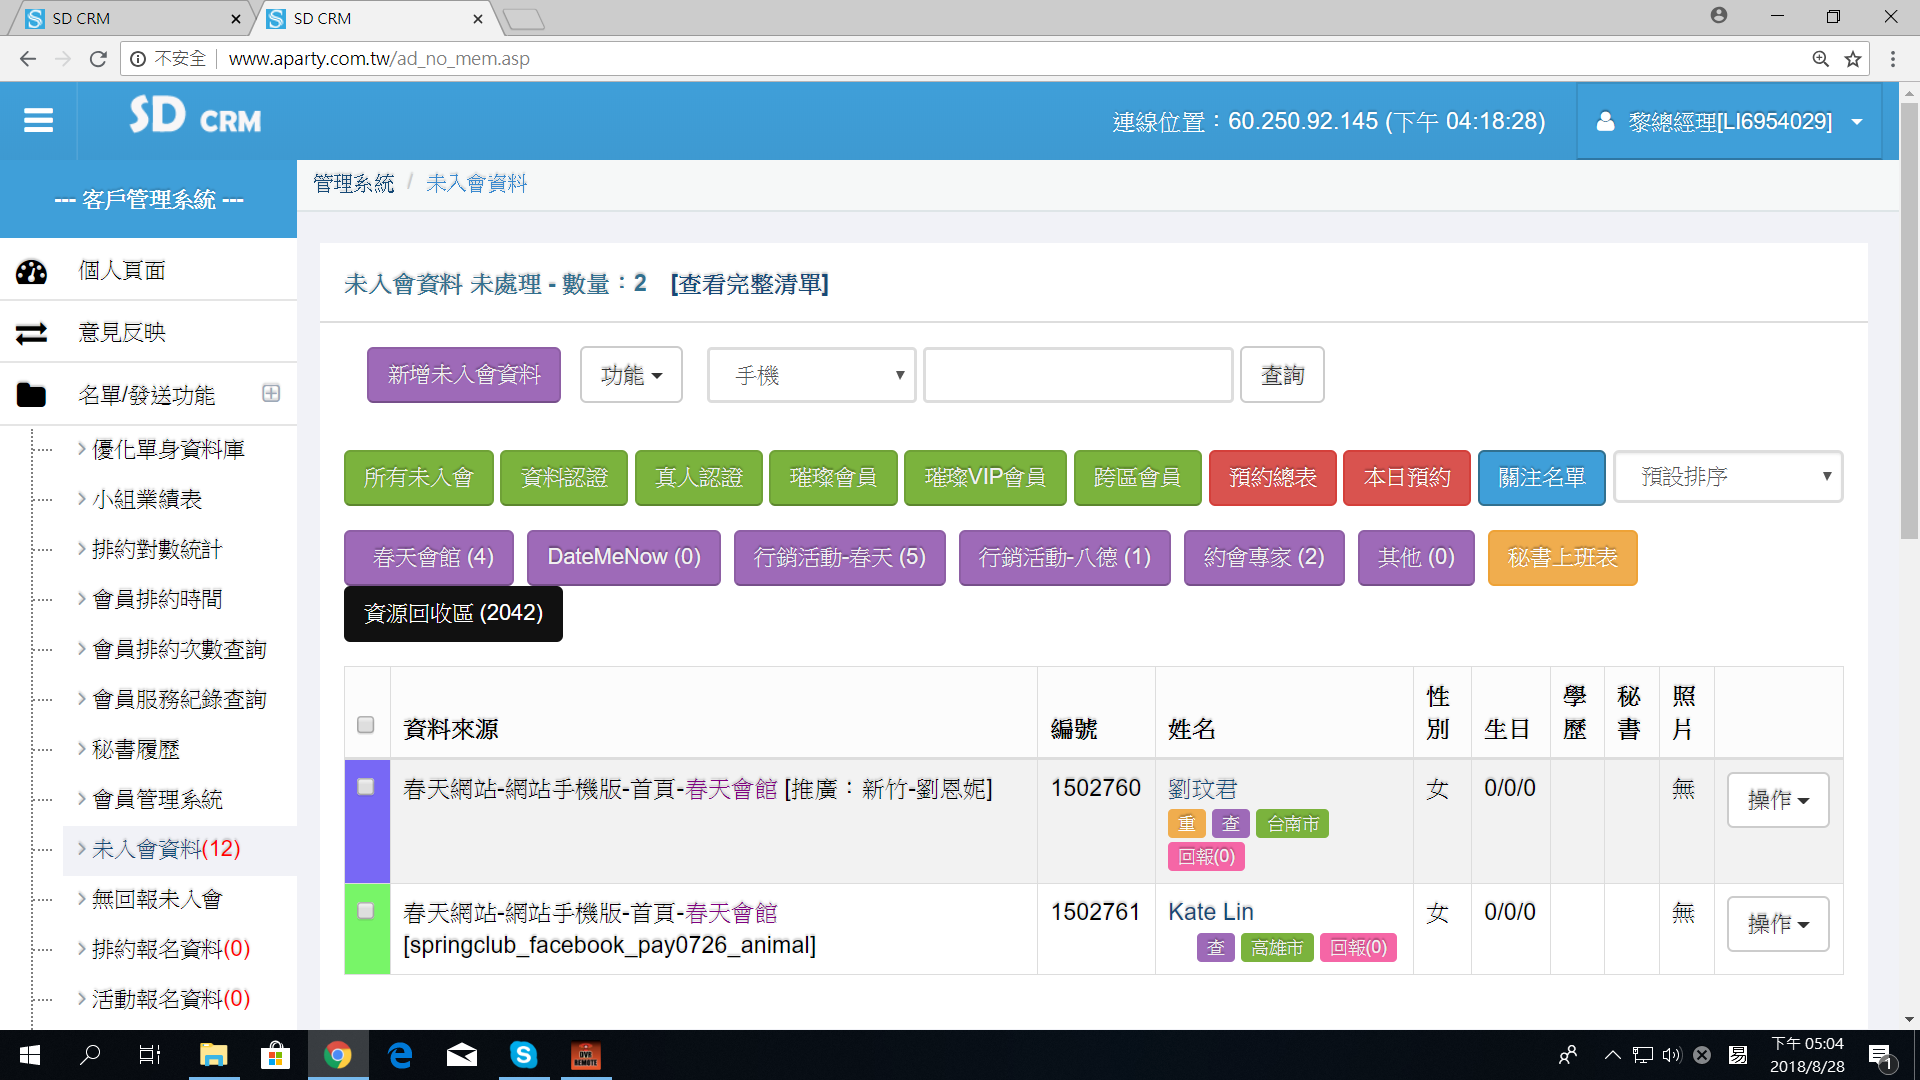 SD CRM
SD CRM
不安全 www.aparty.com.tw/ad_no_mem.asp
SD CRM
連線位置：60.250.92.145 (下午 04:18:28)
黎總經理[LI6954029]
--- 客戶管理系統 ---
個人頁面
意見反映
名單/發送功能
優化單身資料庫
小組業績表
排約對數統計
會員排約時間
會員排約次數查詢
會員服務紀錄查詢
秘書履歷
會員管理系統
未入會資料(12)
無回報未入會
排約報名資料(0)
活動報名資料(0)
管理系統 / 未入會資料
未入會資料 未處理 - 數量：2 [查看完整清單]
新增未入會資料 功能 手機 查詢
所有未入會 資料認證 真人認證 璀璨會員 璀璨VIP會員 跨區會員 預約總表 本日預約 關注名單 預設排序
春天會館 (4) DateMeNow (0) 行銷活動-春天 (5) 行銷活動-八德 (1) 約會專家 (2) 其他 (0) 秘書上班表
資源回收區 (2042)
資料來源 編號 姓名 性別 生日 學歷 秘書 照片
春天網站-網站手機版-首頁-春天會館 [推廣：新竹-劉恩妮] 1502760 劉玟君 女 0/0/0 無 操作
重 查 台南市
回報(0)
春天網站-網站手機版-首頁-春天會館 1502761 Kate Lin 女 0/0/0 無 操作
[springclub_facebook_pay0726_animal] 查 高雄市 回報(0)
DVR
REMOTE
易
下午 05:04
2018/8/28
1